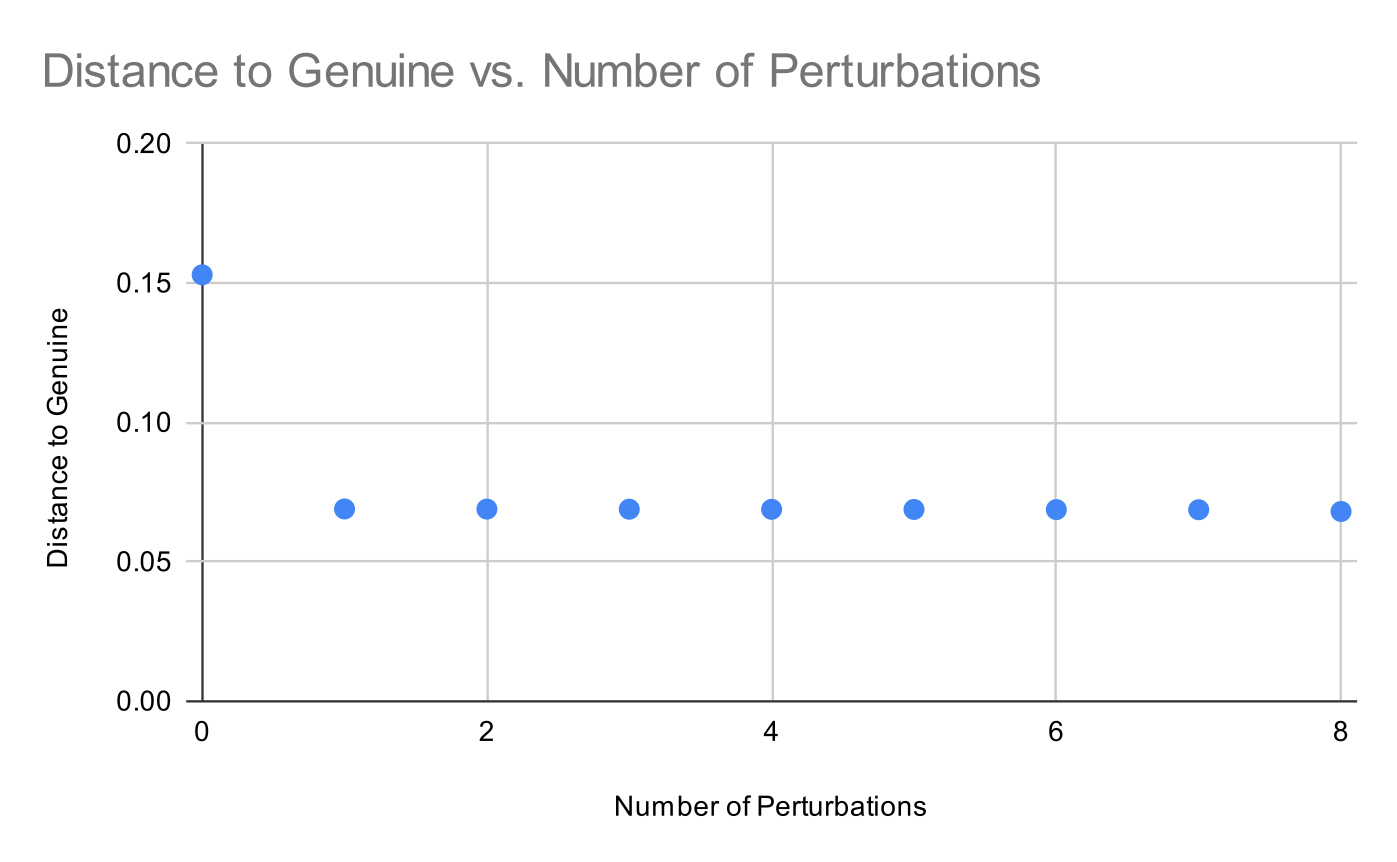 Distance to Genuine vs. Number of Perturbations
0.20
0.15
0.10
0.05
0.00
Distance to Genuine
0 2 4 6 8
Number of Perturbations